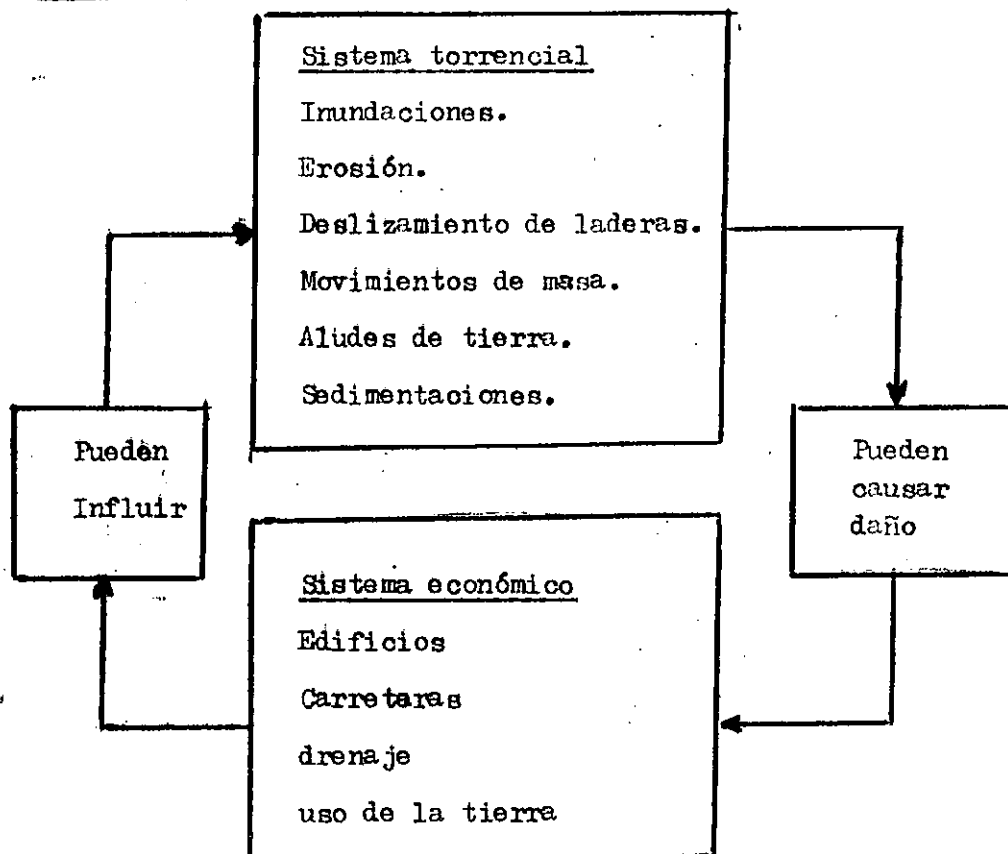 Sistema torrencial
Inundaciones.
Erosión.
Deslizamiento de laderas.
Movimientos de masa.
Aludes de tierra.
Sedimentaciones.
Pueden
Influir
Pueden
causar
daño
Sistema económico
Edificios
Carretaras
drenaje
uso de la tierra